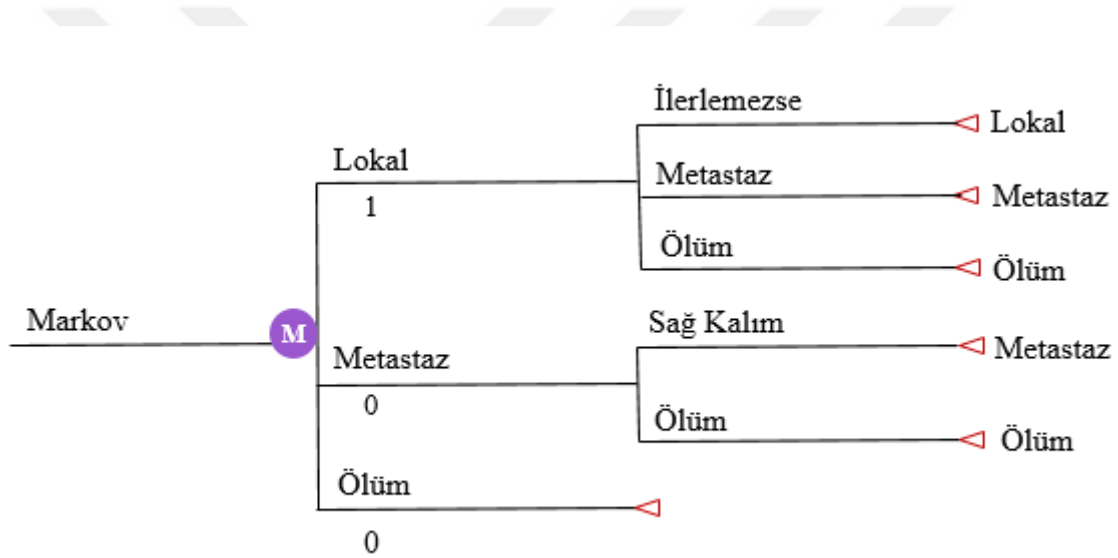 İlerlemezse
Lokal
Lokal
1
Metastaz
Metastaz
Ölüm
Ölüm
Markov
M
Sağ Kalım
Metastaz
Metastaz
0
Ölüm
Ölüm
Ölüm
0